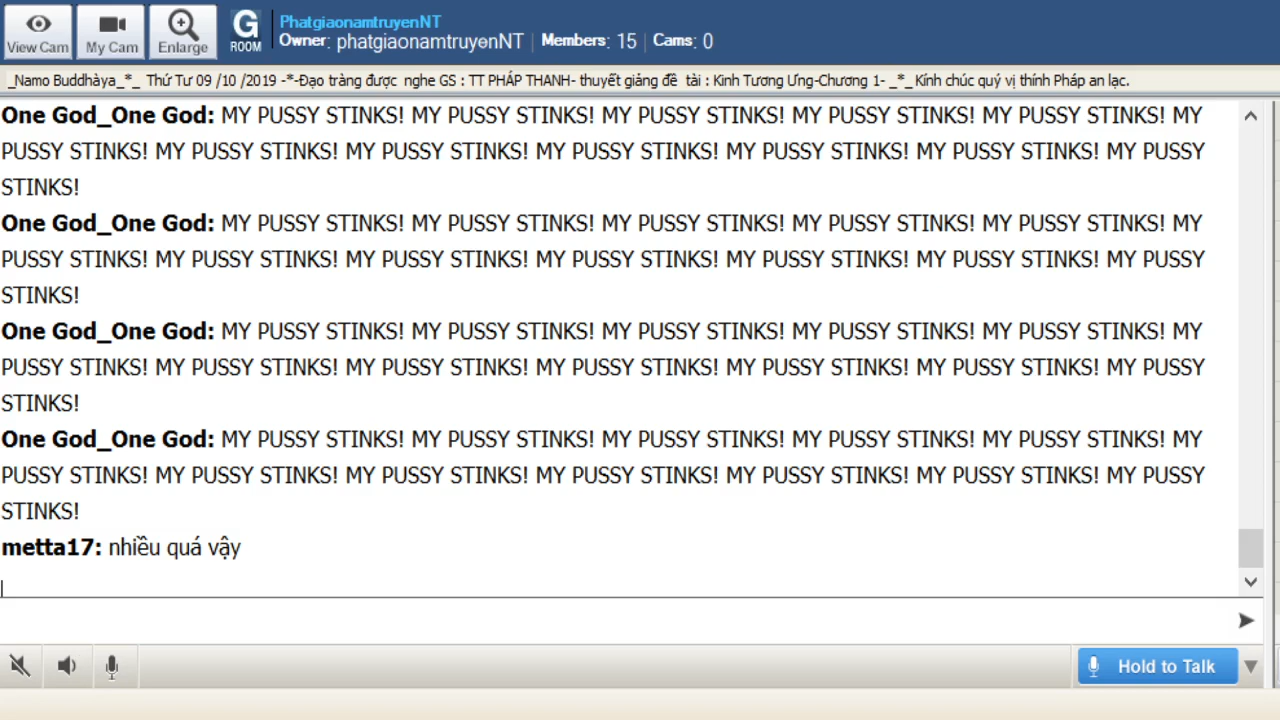 View Cam My Cam Enlarge G ROOM PhatgiaonamtruyenNT
Owner: phatgiaonamtruyenNT Members: 15 Cams: 0
_Namo Buddhàya_*_ Thứ Tư 09 /10 /2019 -*-Đạo tràng được nghe GS : TT PHÁP THANH- thuyết giảng đề tài : Kinh Tương Ưng-Chương 1- _*_ Kính chúc quý vị thính Pháp an lạc.
One God_One God: MY PUSSY STINKS! MY PUSSY STINKS! MY PUSSY STINKS! MY PUSSY STINKS! MY PUSSY STINKS! MY
PUSSY STINKS! MY PUSSY STINKS! MY PUSSY STINKS! MY PUSSY STINKS! MY PUSSY STINKS! MY PUSSY STINKS! MY PUSSY
STINKS!
One God_One God: MY PUSSY STINKS! MY PUSSY STINKS! MY PUSSY STINKS! MY PUSSY STINKS! MY PUSSY STINKS! MY
PUSSY STINKS! MY PUSSY STINKS! MY PUSSY STINKS! MY PUSSY STINKS! MY PUSSY STINKS! MY PUSSY STINKS! MY PUSSY
STINKS!
One God_One God: MY PUSSY STINKS! MY PUSSY STINKS! MY PUSSY STINKS! MY PUSSY STINKS! MY PUSSY STINKS! MY
PUSSY STINKS! MY PUSSY STINKS! MY PUSSY STINKS! MY PUSSY STINKS! MY PUSSY STINKS! MY PUSSY STINKS! MY PUSSY
STINKS!
One God_One God: MY PUSSY STINKS! MY PUSSY STINKS! MY PUSSY STINKS! MY PUSSY STINKS! MY PUSSY STINKS! MY
PUSSY STINKS! MY PUSSY STINKS! MY PUSSY STINKS! MY PUSSY STINKS! MY PUSSY STINKS! MY PUSSY STINKS! MY PUSSY
STINKS!
metta17: nhiều quá vậy
Hold to Talk